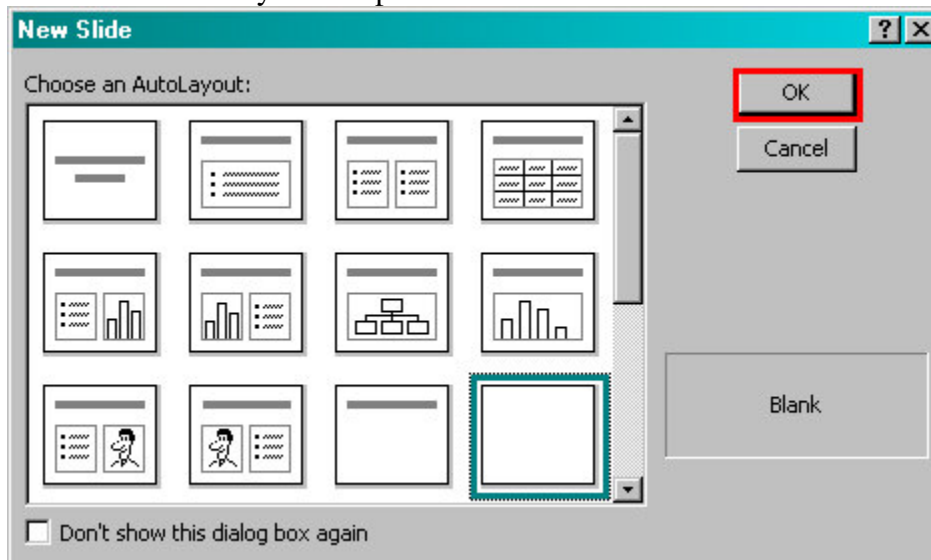 New Slide
Choose an AutoLayout:
OK
Cancel
Blank
Don't show this dialog box again